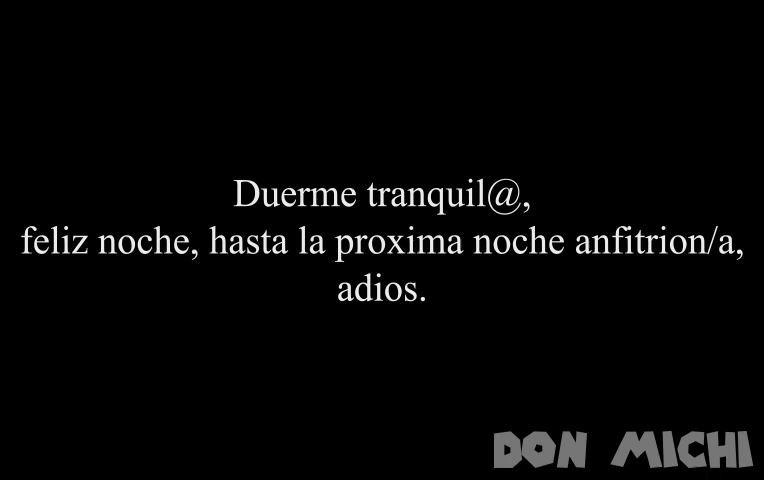 Duerme tranquil@,
feliz noche, hasta la proxima noche anfitrion/a,
adios.
DON MICHI